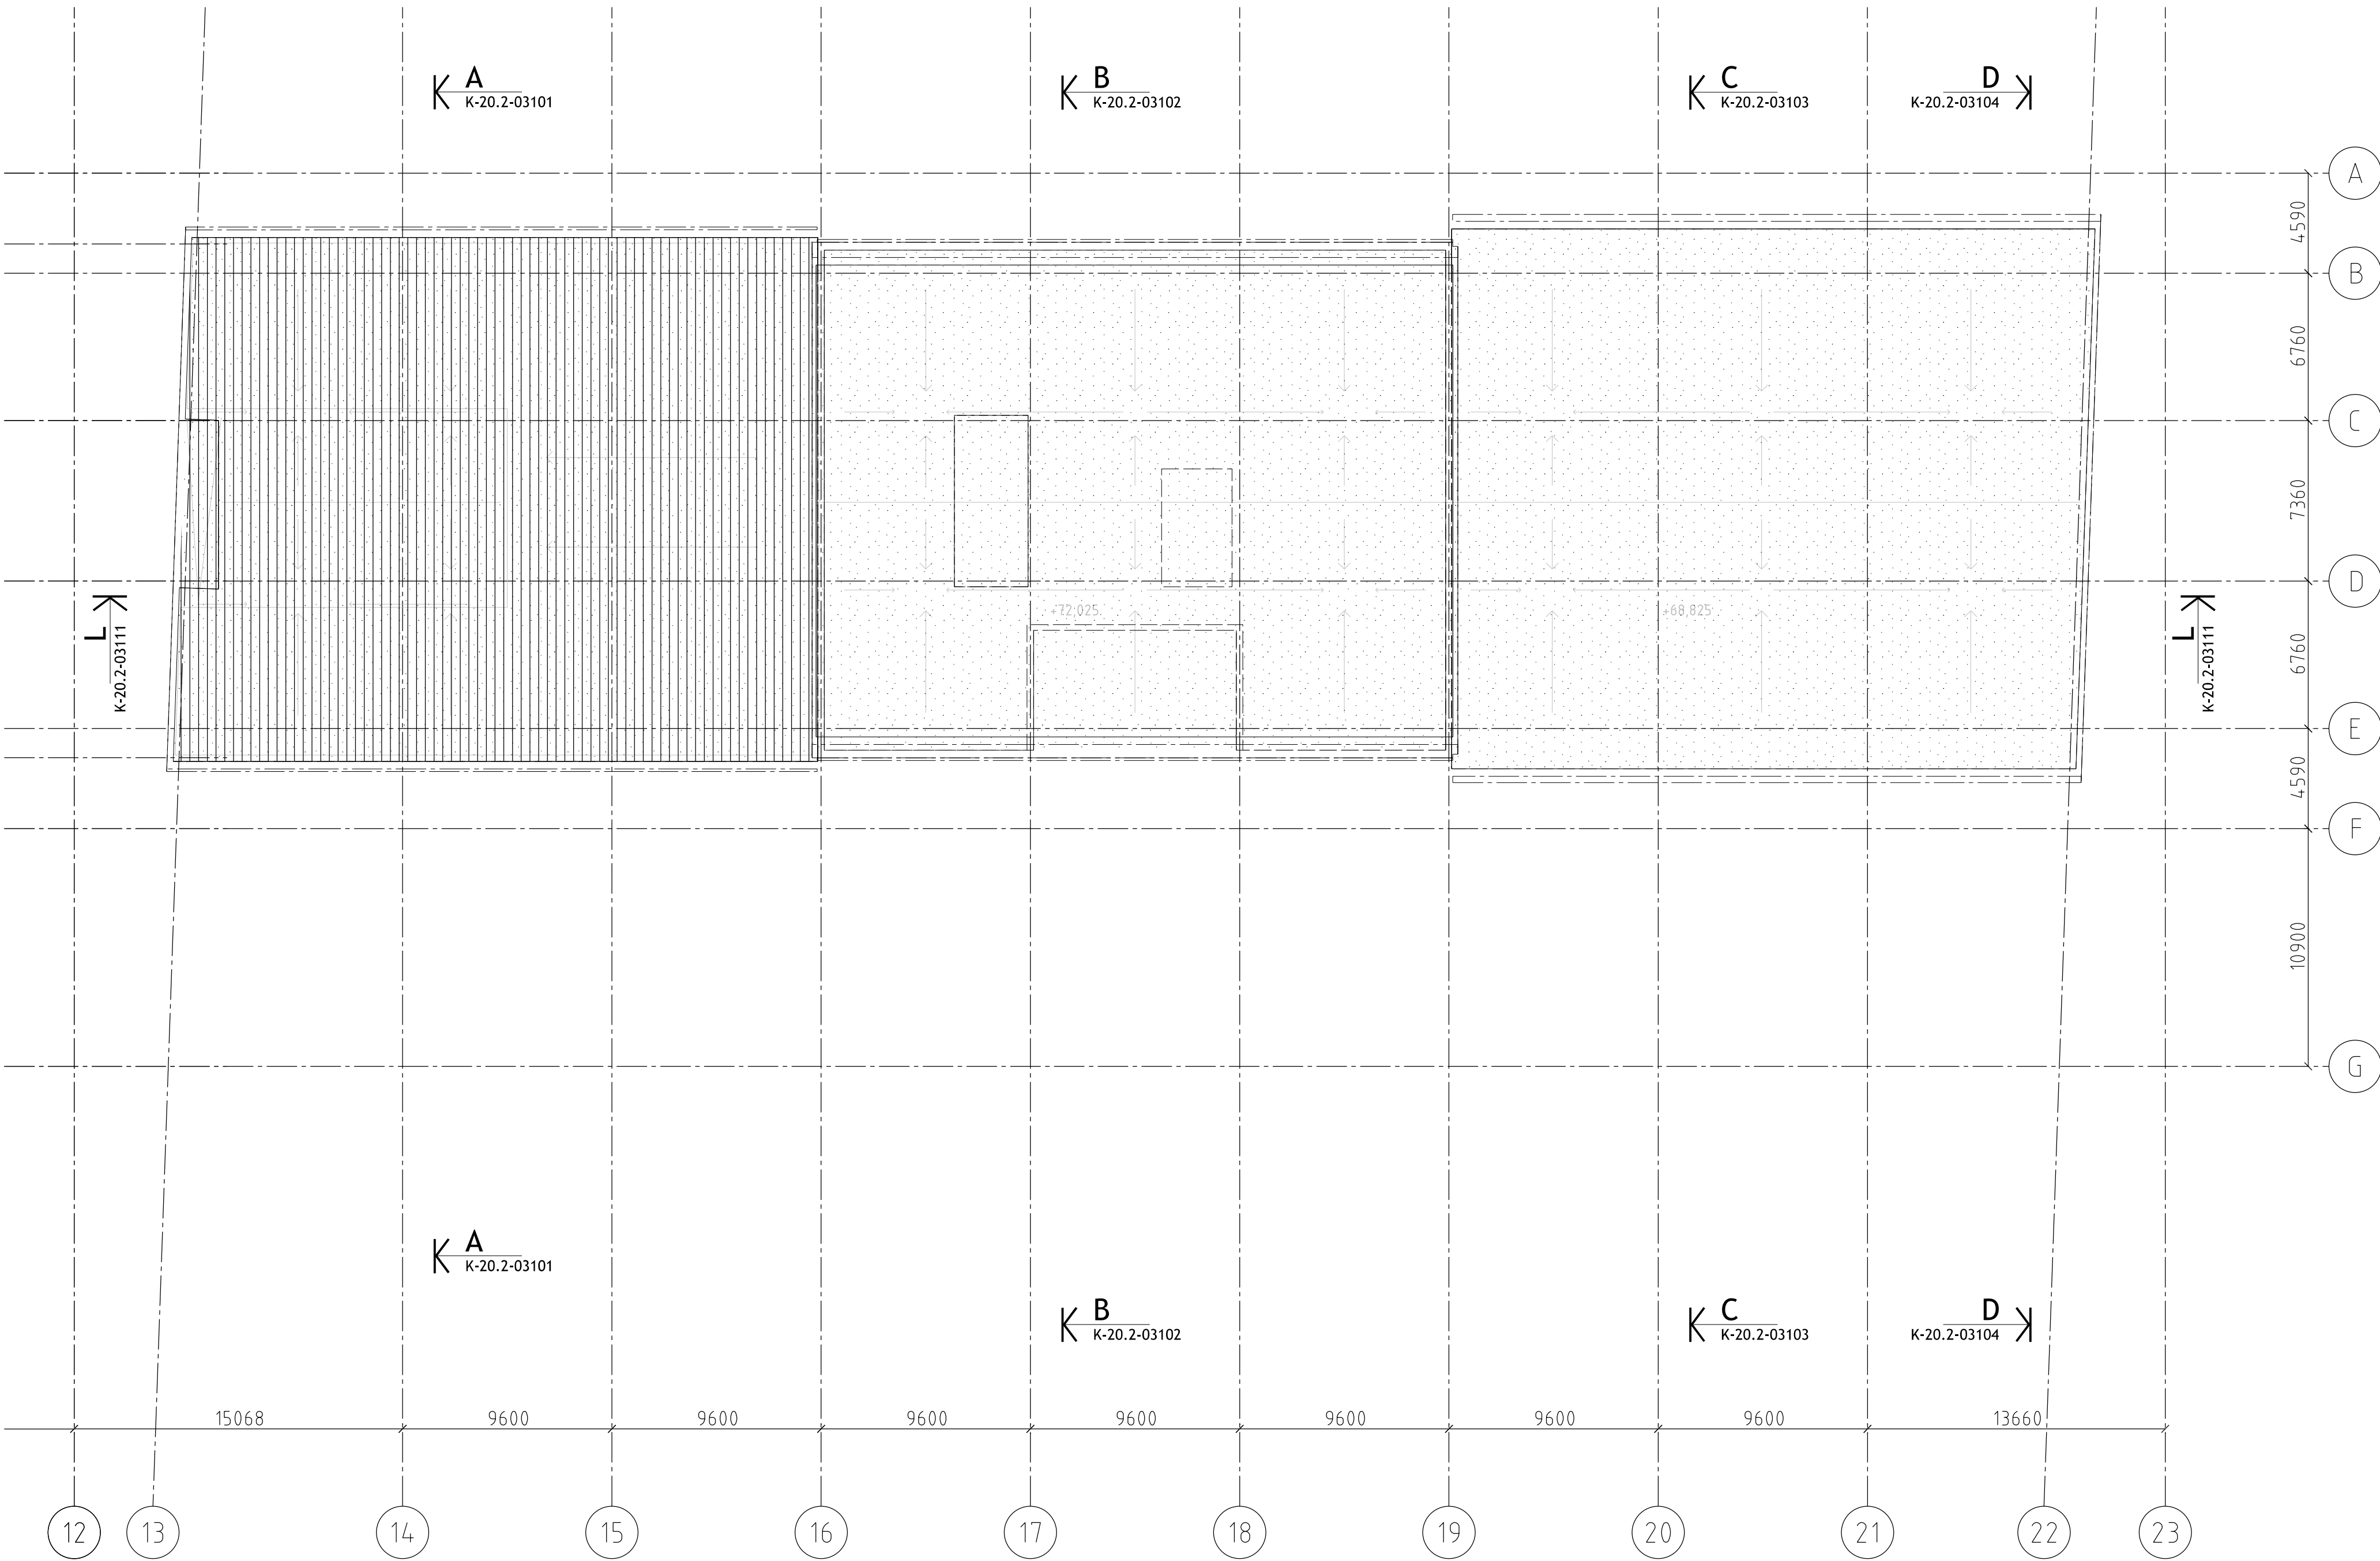 A
K-20.2-03101
B
K-20.2-03102
C
K-20.2-03103
D
K-20.2-03104
A
4590
B
6760
C
7360
D
L
K-20.2-03111
+72,025
+68,825
L
K-20.2-03111
6760
E
4590
F
10900
G
A
K-20.2-03101
B
K-20.2-03102
C
K-20.2-03103
D
K-20.2-03104
15068 9600 9600 9600 9600 9600 9600 9600 13660
12 13 14 15 16 17 18 19 20 21 22 23